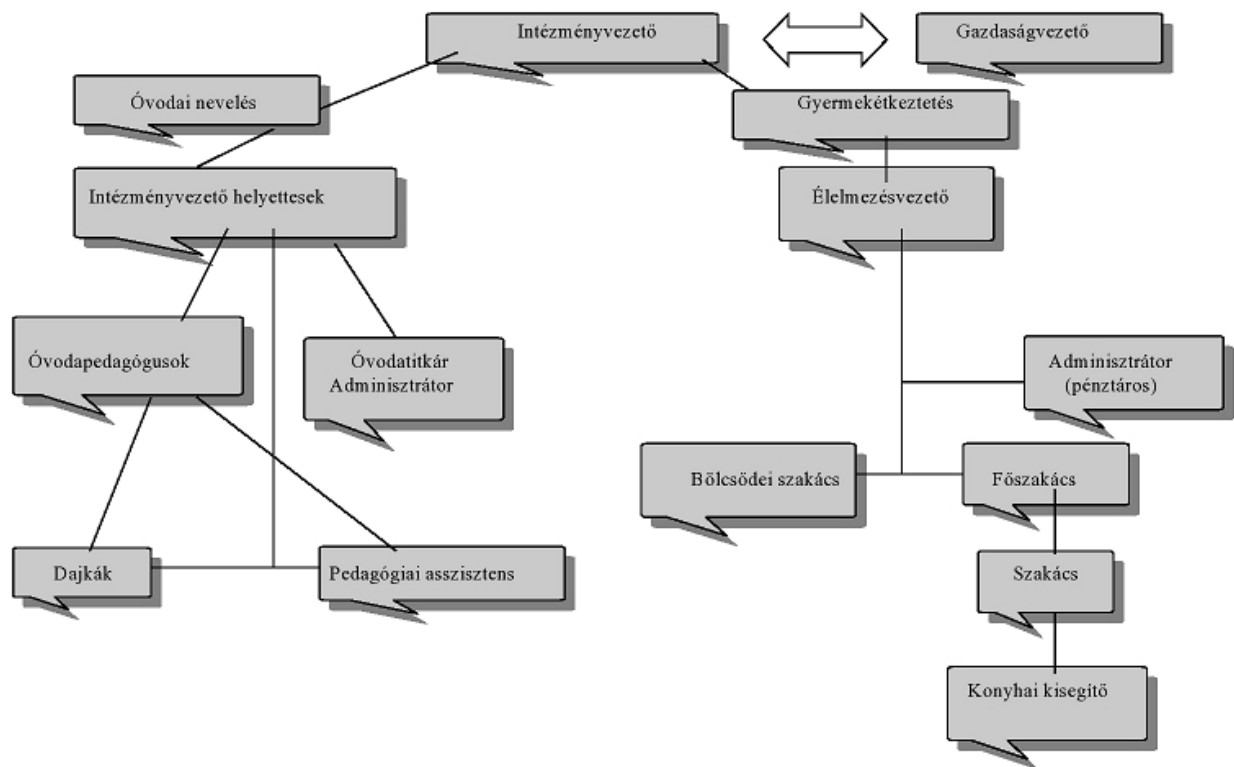 Intézményvezető
Gazdaságvezető
Óvodai nevelés
Gyermekétkeztetés
Intézményvezető helyettesek
Élelmezésvezető
Óvodapedagógusok
Óvodatitkár
Adminisztrátor
Adminisztrátor
(pénztáros)
Bölcsődei szakács
Főszakács
Dajkák
Pedagógiai asszisztens
Szakács
Konyhai kisegítő